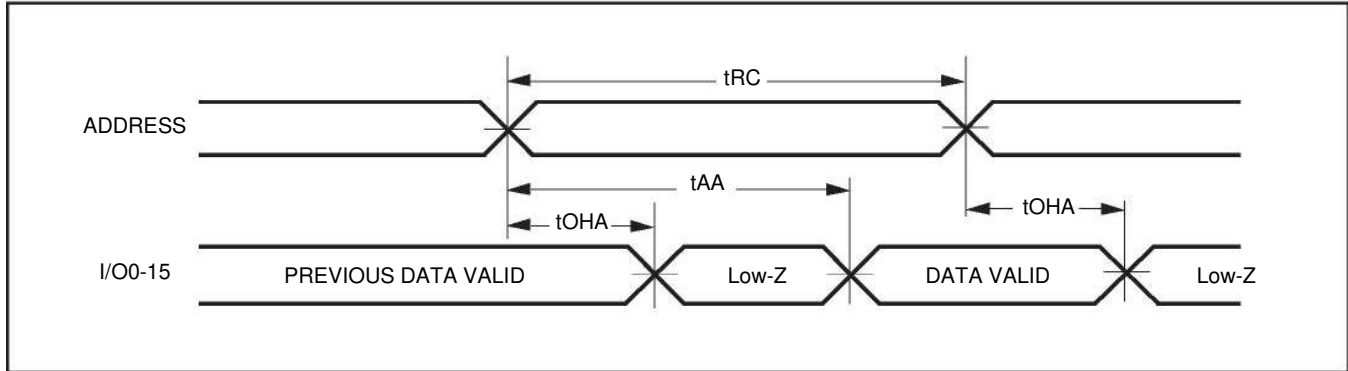 tRC
ADDRESS
tAA
tOHA
tOHA
I/O0-15
PREVIOUS DATA VALID
Low-Z
DATA VALID
Low-Z